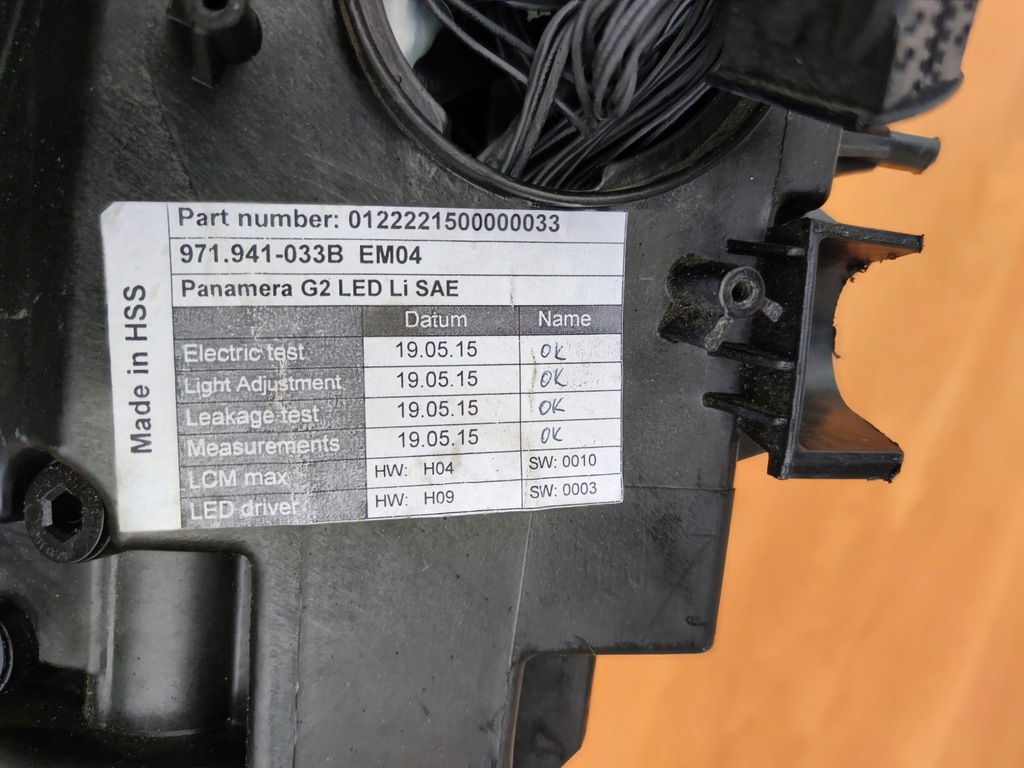 Made in HSS
Part number: 0122221500000033
971.941-033B EM04
Panamera G2 LED Li SAE
Datum Name
Electric test 19.05.15 OK
Light Adjustment 19.05.15 OK
Leakage test 19.05.15 OK
Measurements 19.05.15 OK
LCM max HW: H04 SW: 0010
LED driver HW: H09 SW: 0003